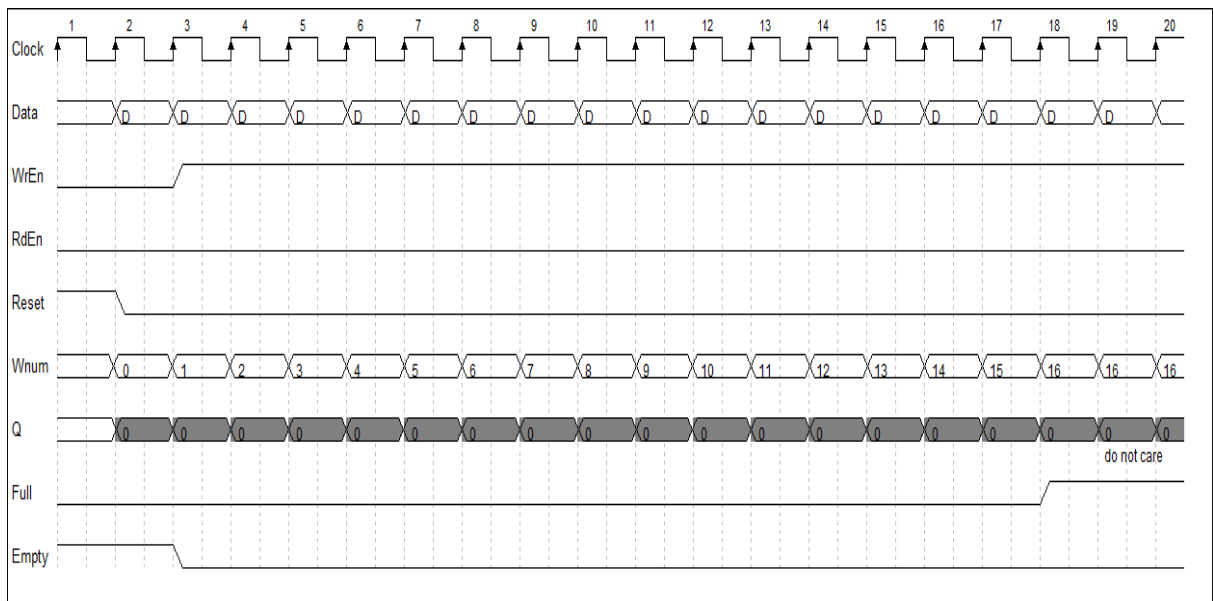 1 2 3 4 5 6 7 8 9 10 11 12 13 14 15 16 17 18 19 20
Clock
Data D D D D D D D D D D D D D D D D D D
WrEn
RdEn
Reset
Wnum 0 1 2 3 4 5 6 7 8 9 10 11 12 13 14 15 16 16 16
Q 0 0 0 0 0 0 0 0 0 0 0 0 0 0 0 0 0 0 0
do not care
Full
Empty